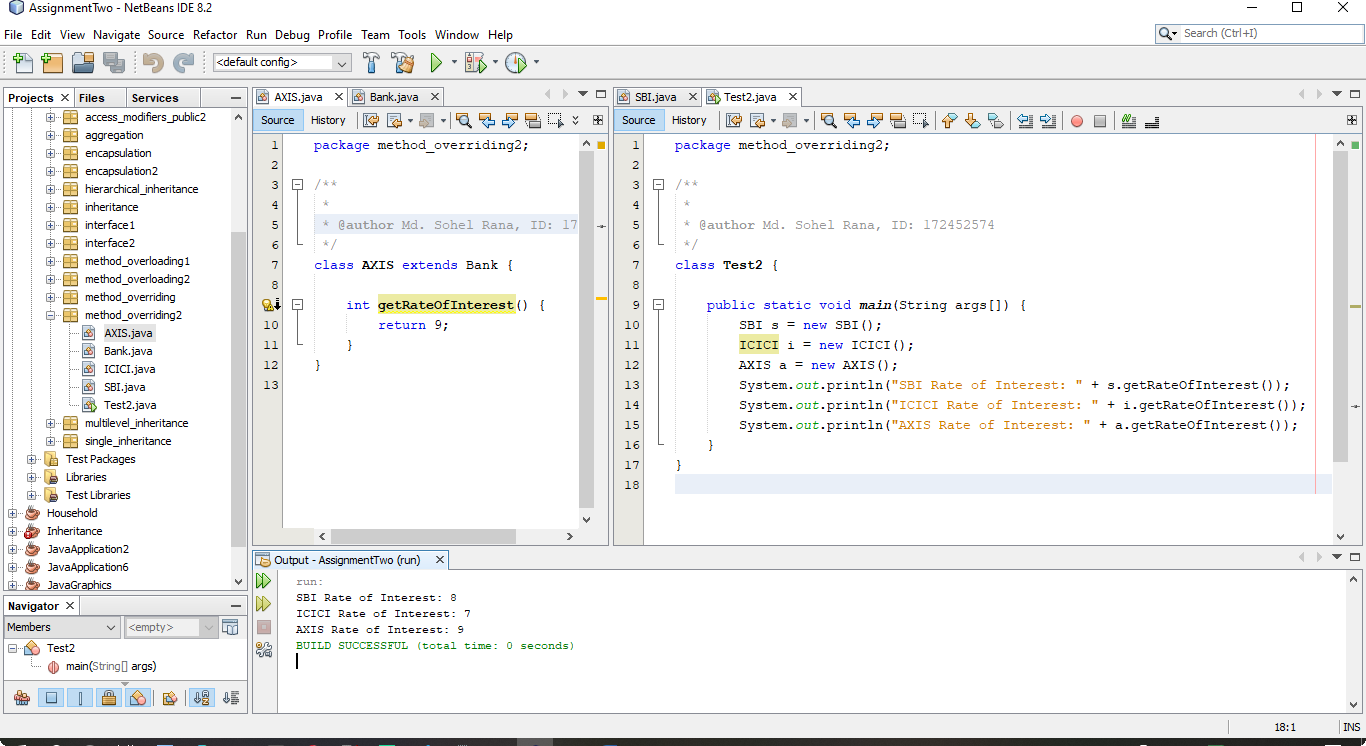 AssignmentTwo - NetBeans IDE 8.2
File Edit View Navigate Source Refactor Run Debug Profile Team Tools Window Help
Search (Ctrl+I)
<default config>
Projects Files Services
access_modifiers_public2
aggregation
encapsulation
encapsulation2
hierarchical_inheritance
inheritance
interface1
interface2
method_overloading1
method_overloading2
method_overriding
method_overriding2
AXIS.java
Bank.java
ICICI.java
SBI.java
Test2.java
multilevel_inheritance
single_inheritance
Test Packages
Libraries
Test Libraries
Household
Inheritance
JavaApplication2
JavaApplication6
JavaGraphics
Navigator
Members <empty>
Test2
main(String[] args)
AXIS.java Bank.java
Source History
1 package method_overriding2;
2
3 /**
4 *
5 * @author Md. Sohel Rana, ID: 17
6 */
7 class AXIS extends Bank {
8
int getRateOfInterest() {
10 return 9;
11 }
12 }
13
SBI.java Test2.java
Source History
1 package method_overriding2;
2
3 /**
4 *
5 * @author Md. Sohel Rana, ID: 172452574
6 */
7 class Test2 {
8
9 public static void main(String args[]) {
10 SBI s = new SBI();
11 ICICI i = new ICICI();
12 AXIS a = new AXIS();
13 System.out.println("SBI Rate of Interest: " + s.getRateOfInterest());
14 System.out.println("ICICI Rate of Interest: " + i.getRateOfInterest());
15 System.out.println("AXIS Rate of Interest: " + a.getRateOfInterest());
16 }
17 }
18
Output - AssignmentTwo (run)
run:
SBI Rate of Interest: 8
ICICI Rate of Interest: 7
AXIS Rate of Interest: 9
BUILD SUCCESSFUL (total time: 0 seconds)
18:1 INS